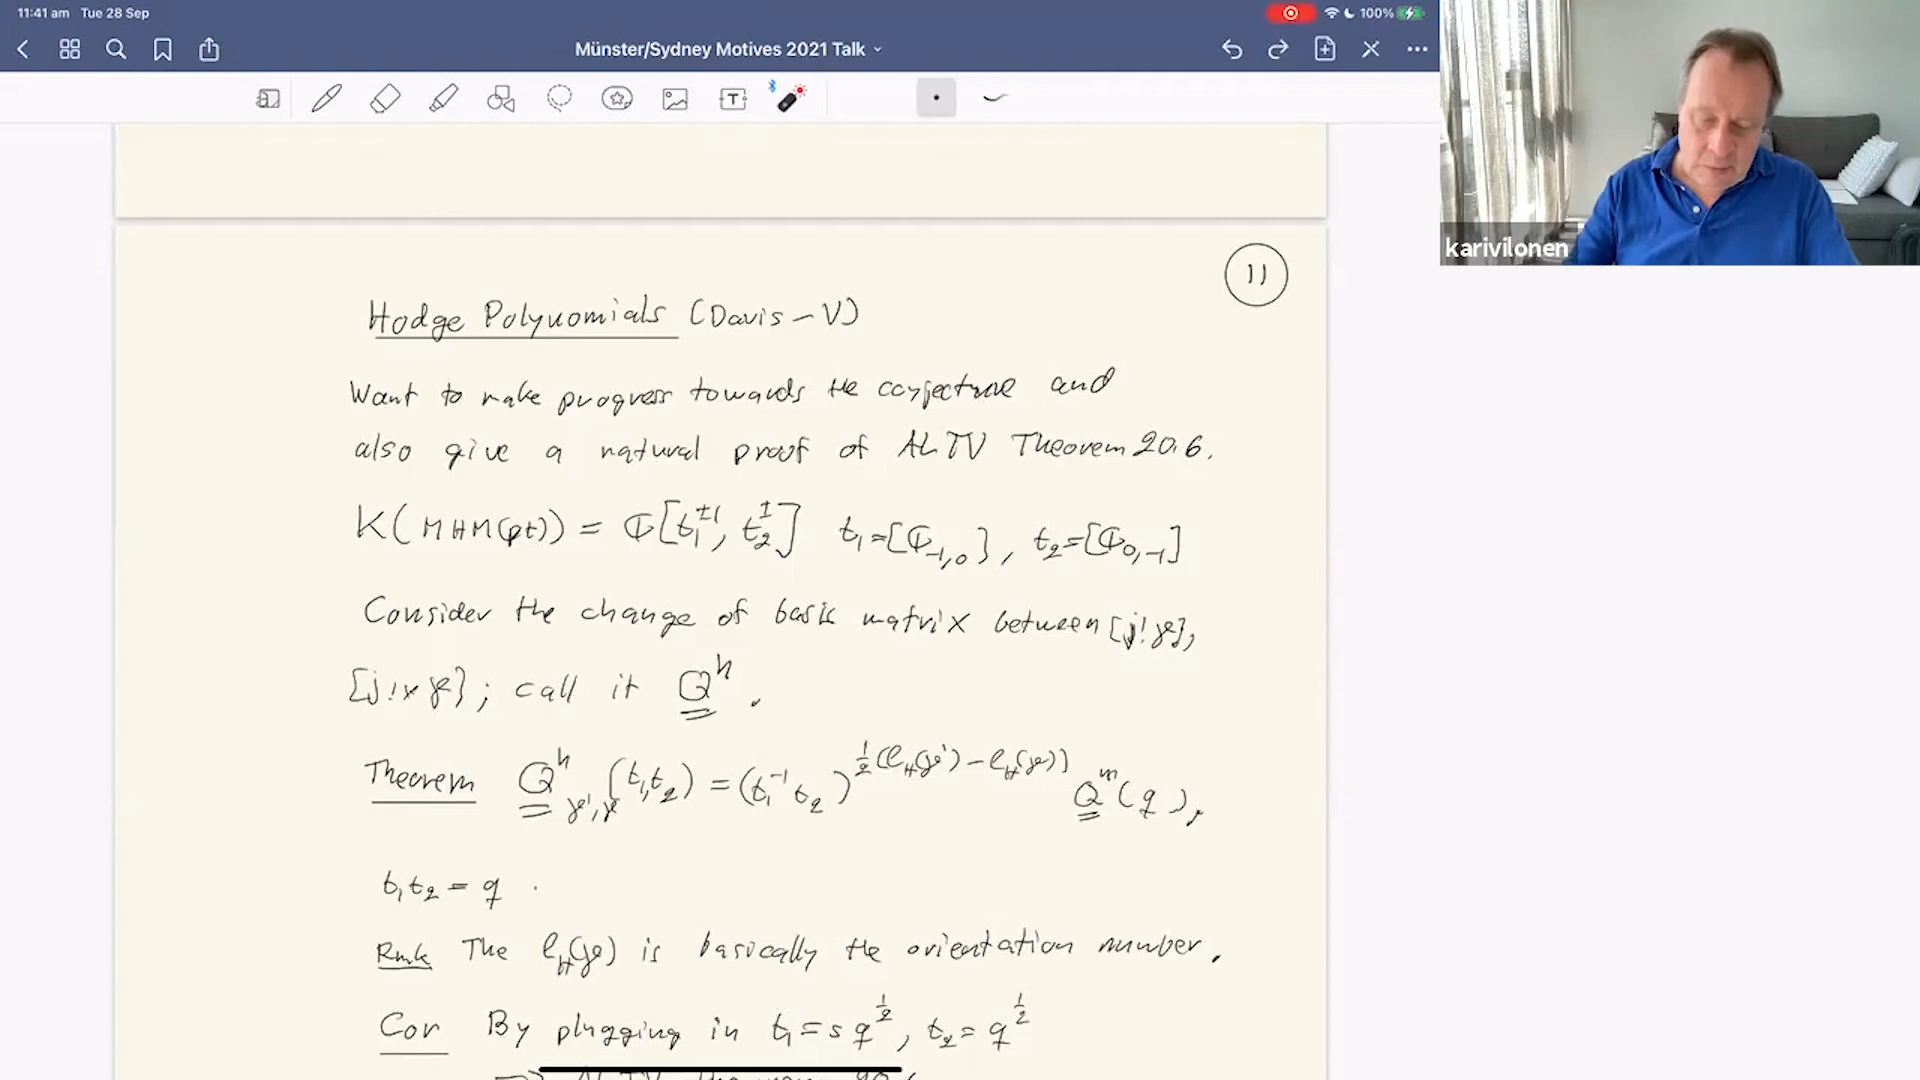 11:41 am Tue 28 Sep
100%
Münster/Sydney Motives 2021 Talk
T
karivilonen
11
Hodge Polynomials (Davis – V)
Want to make progress towards the conjecture and
also give a natural proof of ALTV Theorem 20.6.
K(MHM(pt)) = ℂ[t₁^{±1}, t₂^{±}] t₁=[ℂ_{-1,0}], t₂=[ℂ_{0,-1}]
Consider the change of basis matrix between [j!γ],
[j!*γ]; call it Q^h.
Theorem Q^h_{γ',γ}(t₁,t₂) = (t₁^{-1} t₂)^{½(ℓ_H(γ') – ℓ_H(γ))} Q^m(q),
t₁t₂ = q .
Rmk The ℓ_H(γ) is basically the orientation number.
Cor By plugging in t₁ = s q^{½}, t₂ = q^{½}